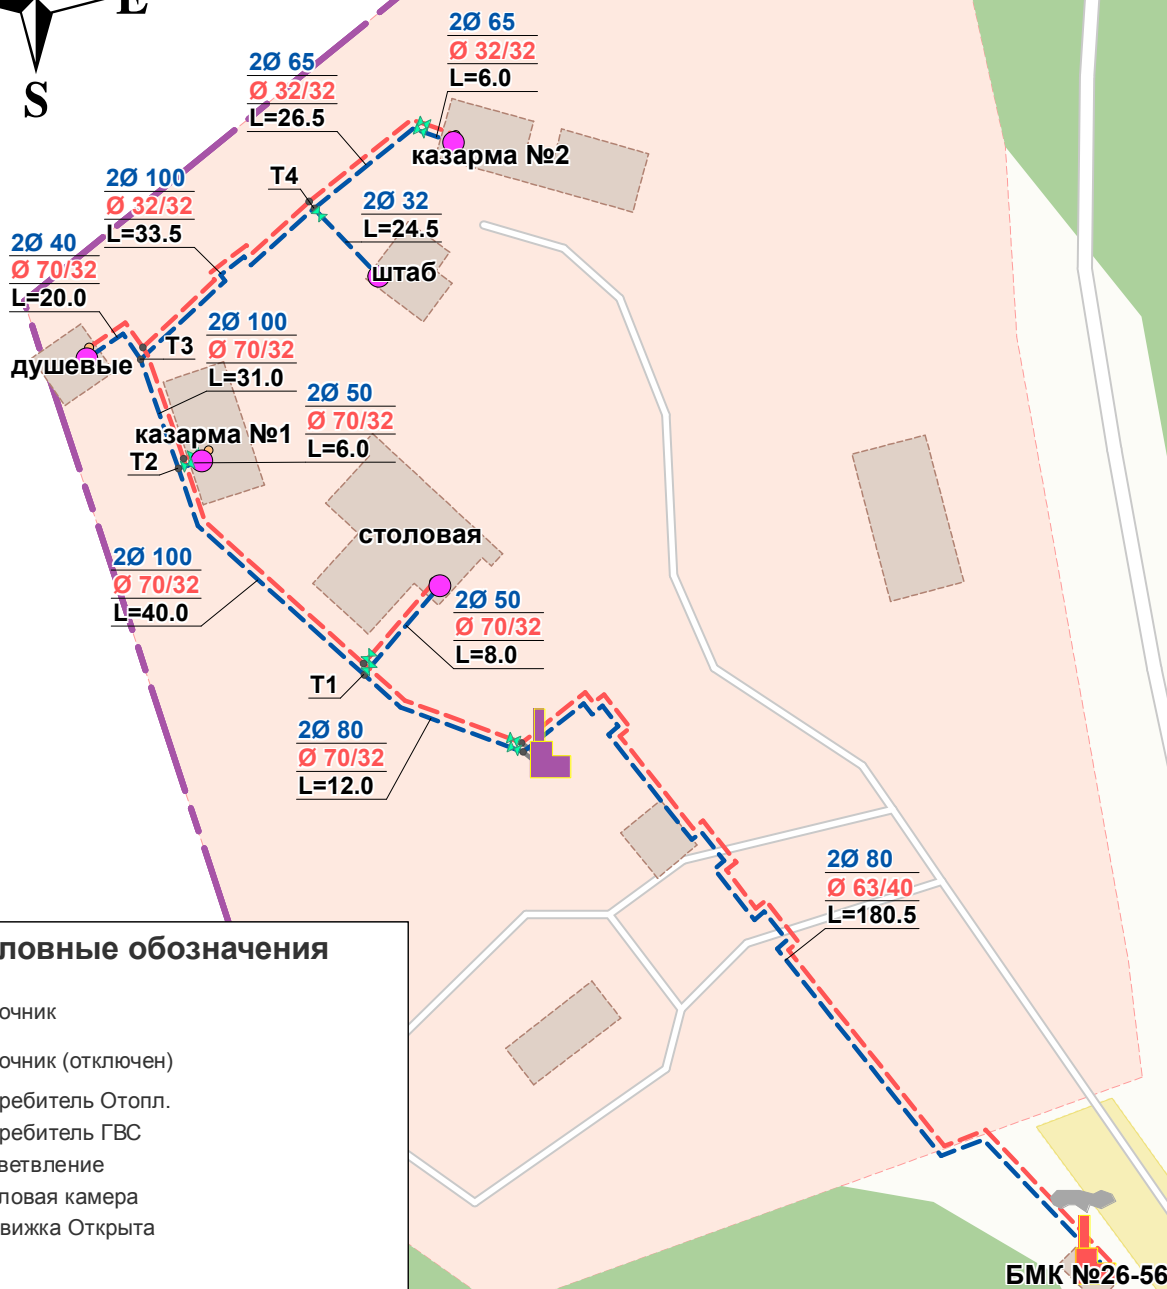 E
S
2Ø 65
Ø 32/32
L=6.0
2Ø 65
Ø 32/32
L=26.5
казарма №2
T4
2Ø 100
Ø 32/32
L=33.5
2Ø 32
L=24.5
штаб
2Ø 40
Ø 70/32
L=20.0
душевые
T3
2Ø 100
Ø 70/32
L=31.0
2Ø 50
Ø 70/32
L=6.0
казарма №1
T2
столовая
2Ø 100
Ø 70/32
L=40.0
2Ø 50
Ø 70/32
L=8.0
T1
2Ø 80
Ø 70/32
L=12.0
2Ø 80
Ø 63/40
L=180.5
ловные обозначения
очник
очник (отключен)
ребитель Отопл.
ребитель ГВС
ветвление
ловая камера
вижка Открыта
БМК №26-56